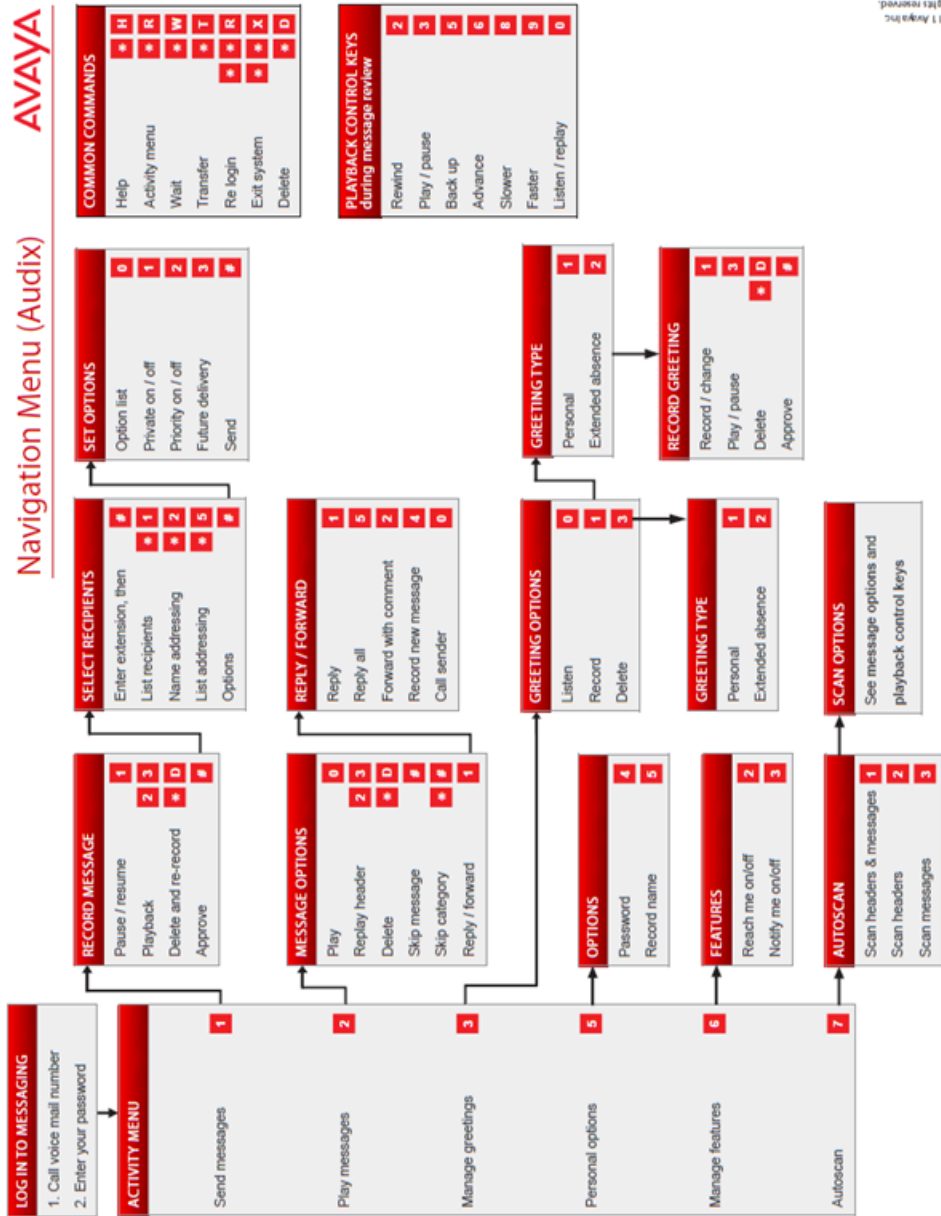 Navigation Menu (Audix)
AVAYA
LOG IN TO MESSAGING
1. Call voice mail number
2. Enter your password
ACTIVITY MENU
Send messages 1
Play messages 2
Manage greetings 3
Personal options 5
Manage features 6
Autoscan 7
RECORD MESSAGE
Pause / resume 1
Playback 2 3
Delete and re-record * D
Approve #
SELECT RECIPIENTS
Enter extension, then #
List recipients * 1
Name addressing * 2
List addressing * 5
Options #
SET OPTIONS
Option list 0
Private on / off 1
Priority on / off 2
Future delivery 3
Send #
COMMON COMMANDS
Help * H
Activity menu * R
Wait * W
Transfer * T
Re login * * R
Exit system * * X
Delete * D
MESSAGE OPTIONS
Play 0
Replay header 2 3
Delete * D
Skip message #
Skip category * #
Reply / forward 1
REPLY / FORWARD
Reply 1
Reply all 5
Forward with comment 2
Record new message 4
Call sender 0
PLAYBACK CONTROL KEYS
during message review
Rewind 2
Play / pause 3
Back up 5
Advance 6
Slower 8
Faster 9
Listen / replay 0
GREETING OPTIONS
Listen 0
Record 1
Delete 3
GREETING TYPE
Personal 1
Extended absence 2
RECORD GREETING
Record / change 1
Play / pause 3
Delete * D
Approve #
GREETING TYPE
Personal 1
Extended absence 2
OPTIONS
Password 4
Record name 5
FEATURES
Reach me on/off 2
Notify me on/off 3
AUTOSCAN
Scan headers & messages 1
Scan headers 2
Scan messages 3
SCAN OPTIONS
See message options and
playback control keys
11 Avaya Inc.
ghts reserved.